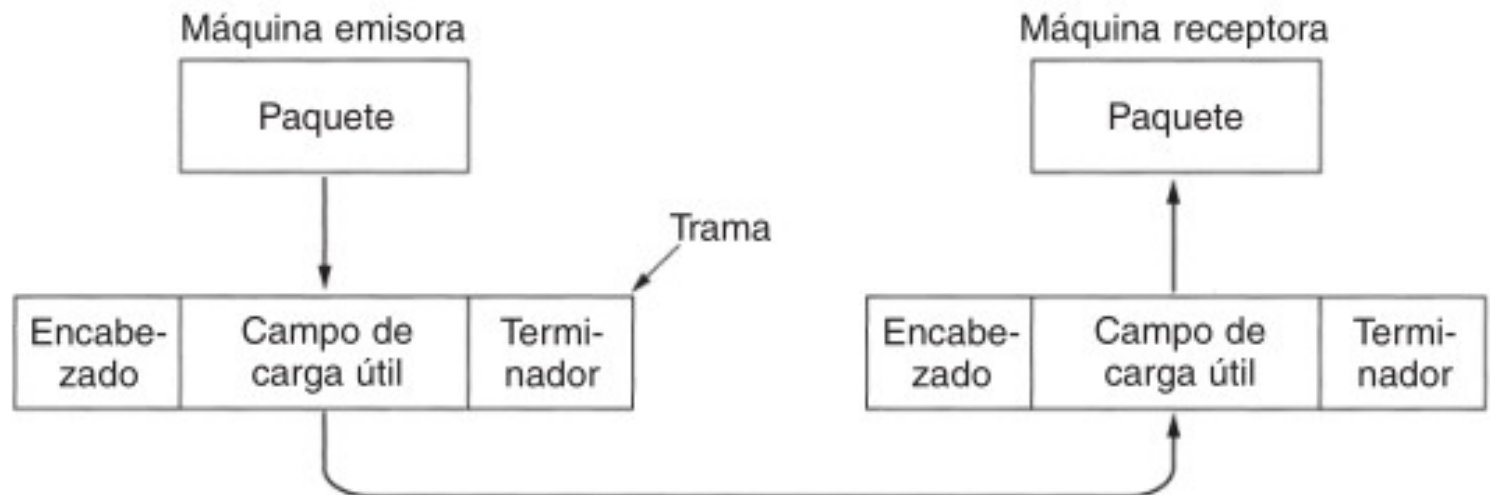 Máquina emisora
Paquete
Trama
Encabe-
zado
Campo de
carga útil
Termi-
nador
Máquina receptora
Paquete
Encabe-
zado
Campo de
carga útil
Termi-
nador